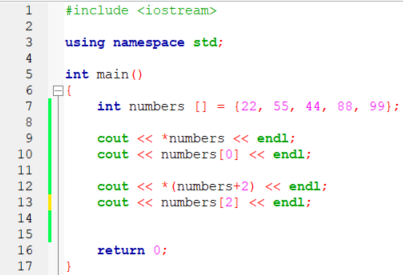 1 #include <iostream>
2
3 using namespace std;
4
5 int main()
6 {
7 int numbers [] = {22, 55, 44, 88, 99};
8
9 cout << *numbers << endl;
10 cout << numbers[0] << endl;
11
12 cout << *(numbers+2) << endl;
13 cout << numbers[2] << endl;
14
15
16 return 0;
17 }